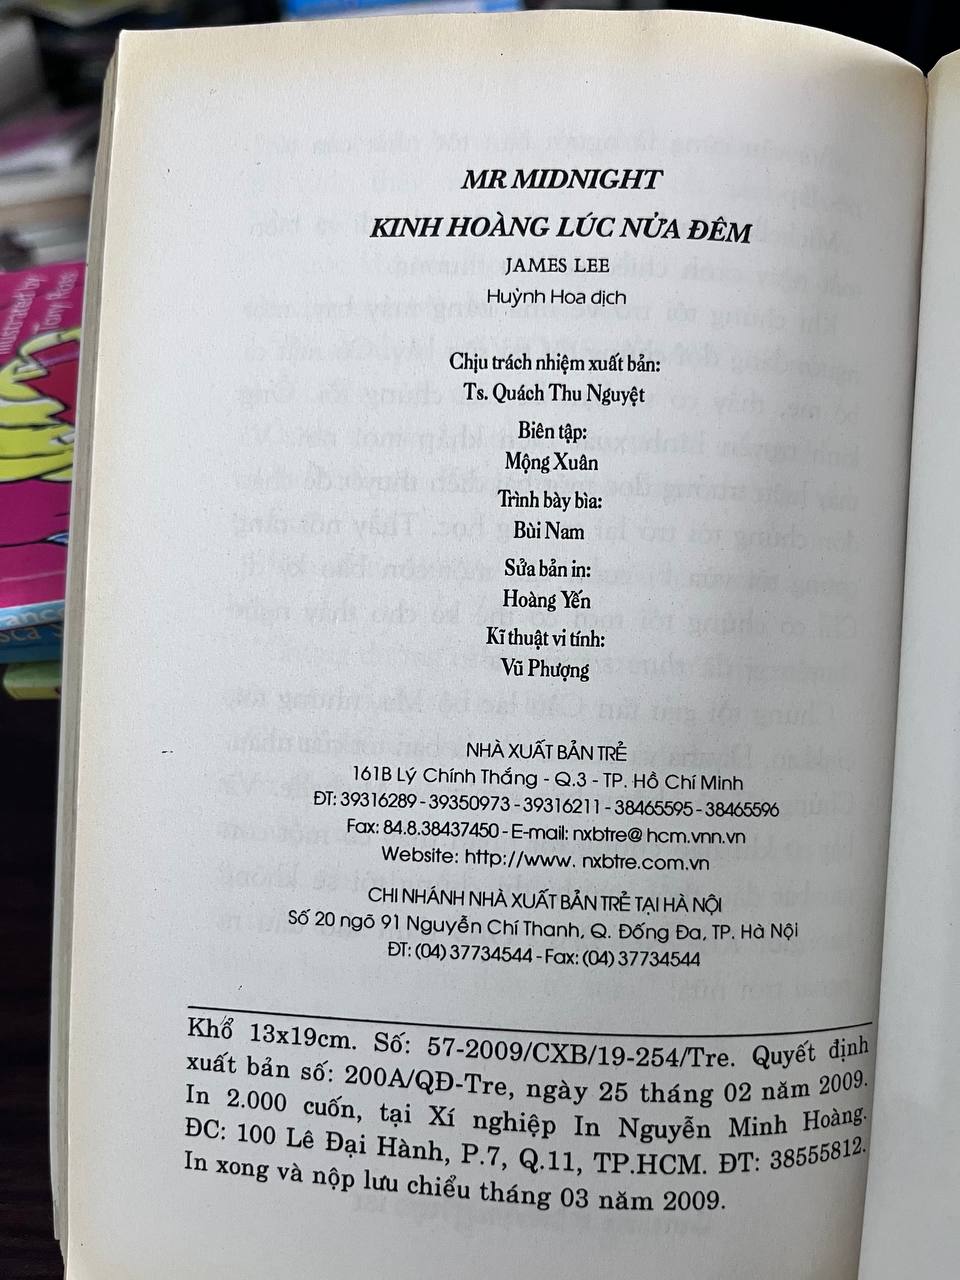 MR MIDNIGHT
KINH HOÀNG LÚC NỬA ĐÊM
JAMES LEE
Huỳnh Hoa dịch
Chịu trách nhiệm xuất bản:
Ts. Quách Thu Nguyệt
Biên tập:
Mộng Xuân
Trình bày bìa:
Bùi Nam
Sửa bản in:
Hoàng Yến
Kĩ thuật vi tính:
Vũ Phượng
NHÀ XUẤT BẢN TRẺ
161B Lý Chính Thắng - Q.3 - TP. Hồ Chí Minh
ĐT: 39316289 - 39350973 - 39316211 - 38465595 - 38465596
Fax: 84.8.38437450 - E-mail: nxbtre@ hcm.vnn.vn
Website: http://www. nxbtre.com.vn
CHI NHÁNH NHÀ XUẤT BẢN TRẺ TẠI HÀ NỘI
Số 20 ngõ 91 Nguyễn Chí Thanh, Q. Đống Đa, TP. Hà Nội
ĐT: (04) 37734544 - Fax: (04) 37734544
Khổ 13x19cm. Số: 57-2009/CXB/19-254/Tre. Quyết định
xuất bản số: 200A/QĐ-Tre, ngày 25 tháng 02 năm 2009.
In 2.000 cuốn, tại Xí nghiệp In Nguyễn Minh Hoàng.
ĐC: 100 Lê Đại Hành, P.7, Q.11, TP.HCM. ĐT: 38555812.
In xong và nộp lưu chiểu tháng 03 năm 2009.
Illustrated by
Tony Ross